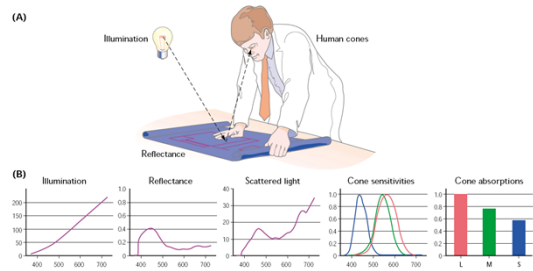 (A)
Illumination
Human cones
Reflectance
(B)
Illumination
Reflectance
Scattered light
Cone sensitivities
Cone absorptions
200
150
100
50
0
400 500 600 700
1.0
0.8
0.6
0.4
0.2
0
400 500 600 700
40
30
20
10
400 500 600 700
1.0
0.8
0.6
0.4
0.2
0.0
400 500 600 700
1.0
0.8
0.6
0.4
0.2
0
L M S